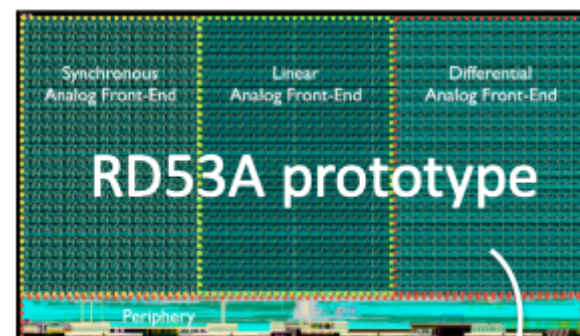 Synchronous
Analog Front-End
Linear
Analog Front-End
Differential
Analog Front-End
RD53A prototype
Periphery